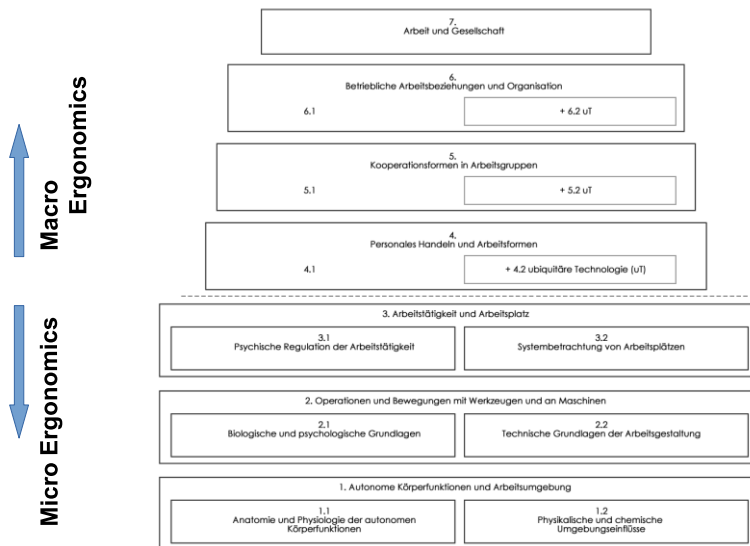 7.
Arbeit und Gesellschaft
6.
Betriebliche Arbeitsbeziehungen und Organisation
6.1
+ 6.2 uT
5.
Kooperationsformen in Arbeitsgruppen
5.1
+ 5.2 uT
4.
Personales Handeln und Arbeitsformen
4.1
+ 4.2 ubiquitäre Technologie (uT)
Macro
Ergonomics
3. Arbeitstätigkeit und Arbeitsplatz
3.1
Psychische Regulation der Arbeitstätigkeit
3.2
Systembetrachtung von Arbeitsplätzen
2. Operationen und Bewegungen mit Werkzeugen und an Maschinen
2.1
Biologische und psychologische Grundlagen
2.2
Technische Grundlagen der Arbeitsgestaltung
1. Autonome Körperfunktionen und Arbeitsumgebung
1.1
Anatomie und Physiologie der autonomen
Körperfunktionen
1.2
Physikalische und chemische
Umgebungseinflüsse
Micro Ergonomics